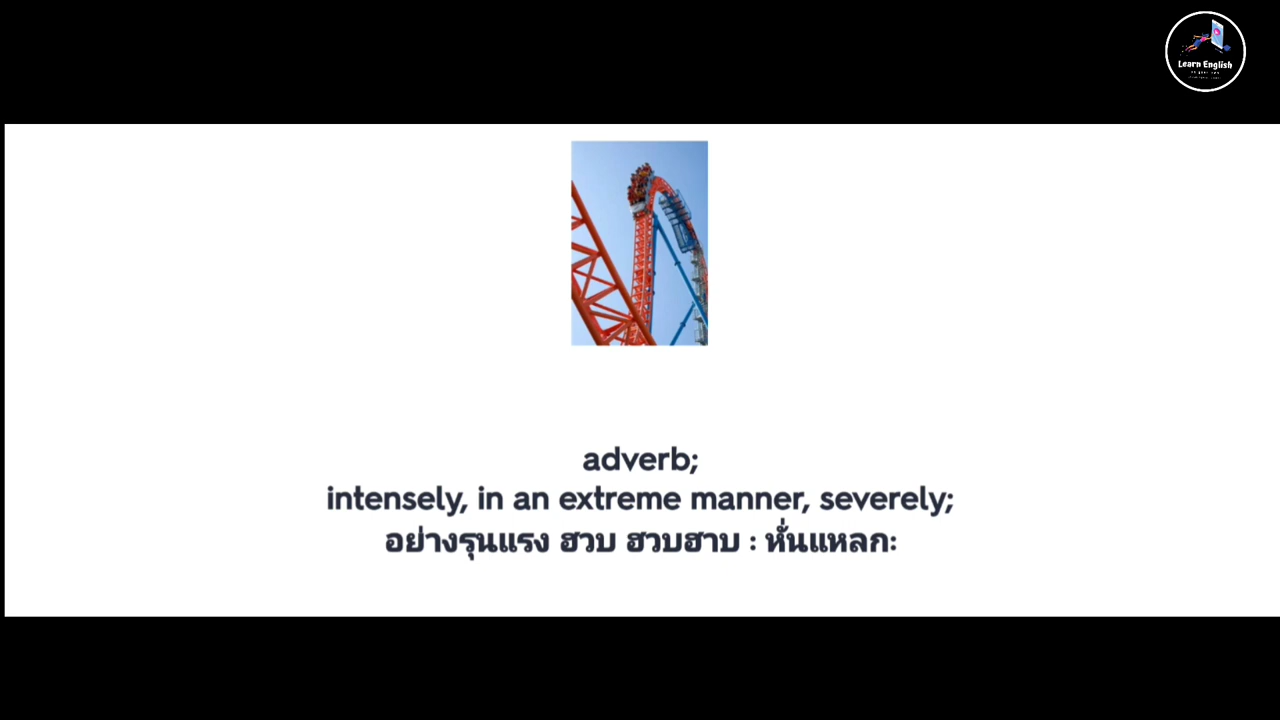 Learn English
adverb;
intensely, in an extreme manner, severely;
อย่างรุนแรง ฮวบ ฮวบฮาบ : หั่นแหลก: